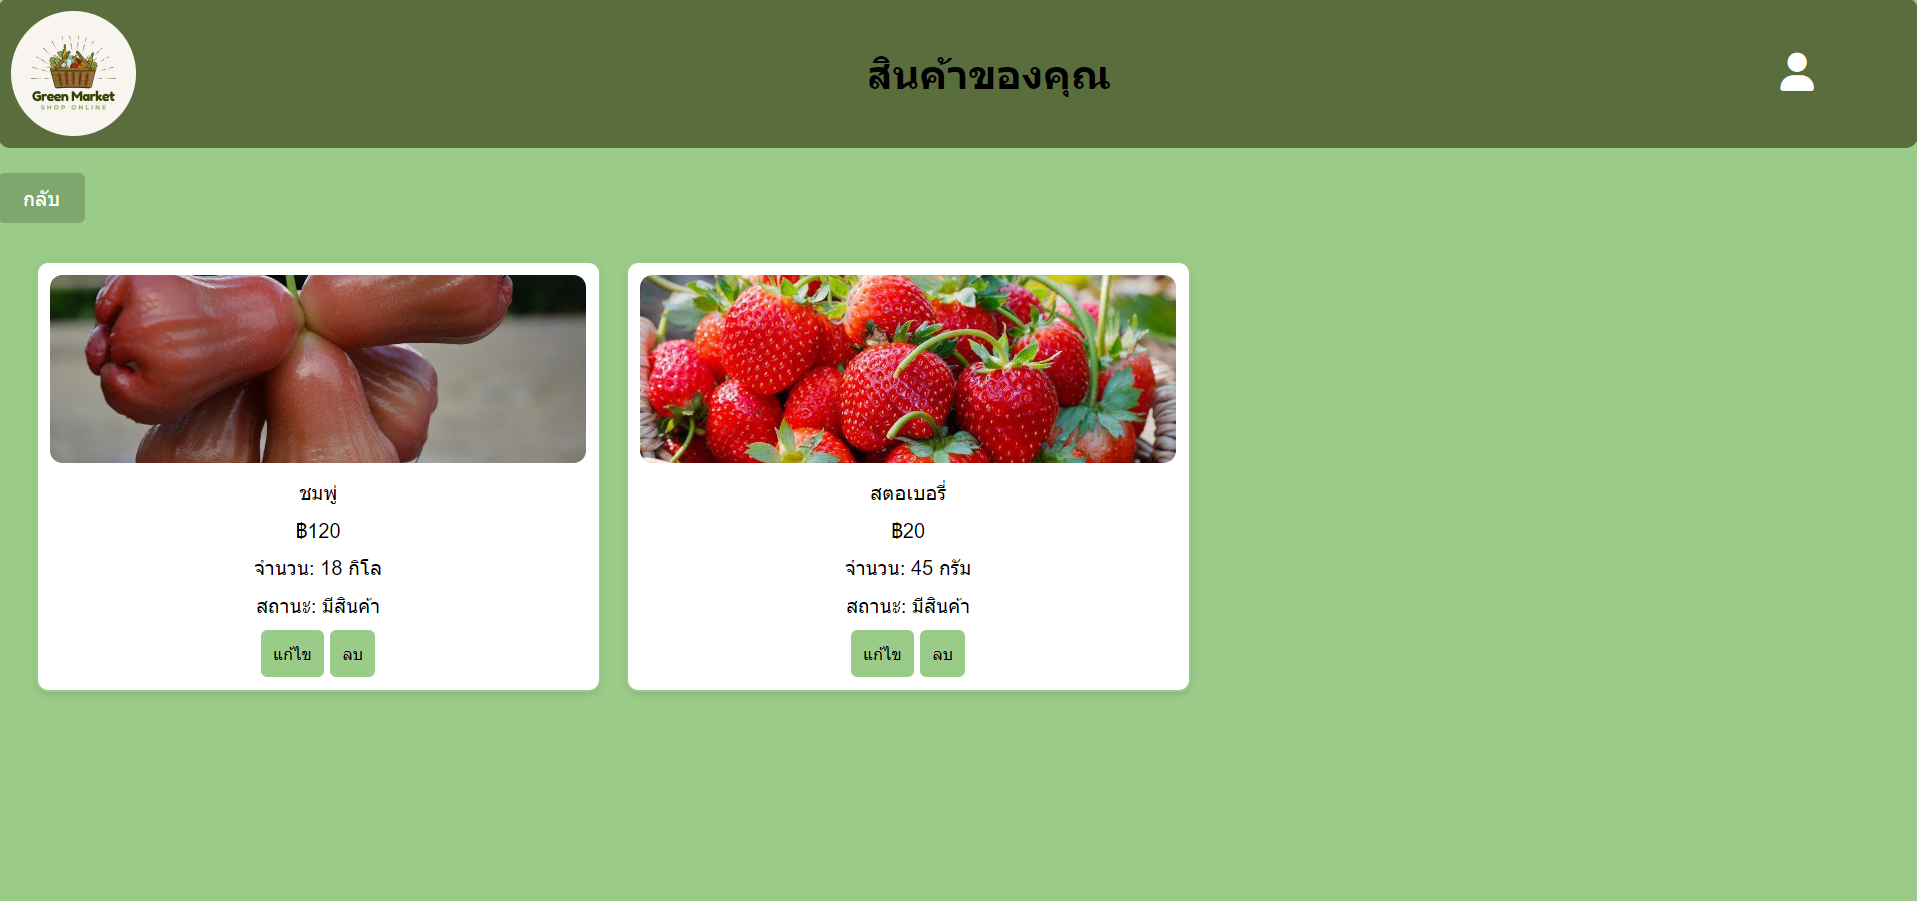 Green Market
SHOP ONLINE
สินค้าของคุณ
กลับ
ชมพู่
฿120
จำนวน: 18 กิโล
สถานะ: มีสินค้า
แก้ไข ลบ
สตอเบอรี่
฿20
จำนวน: 45 กรัม
สถานะ: มีสินค้า
แก้ไข ลบ